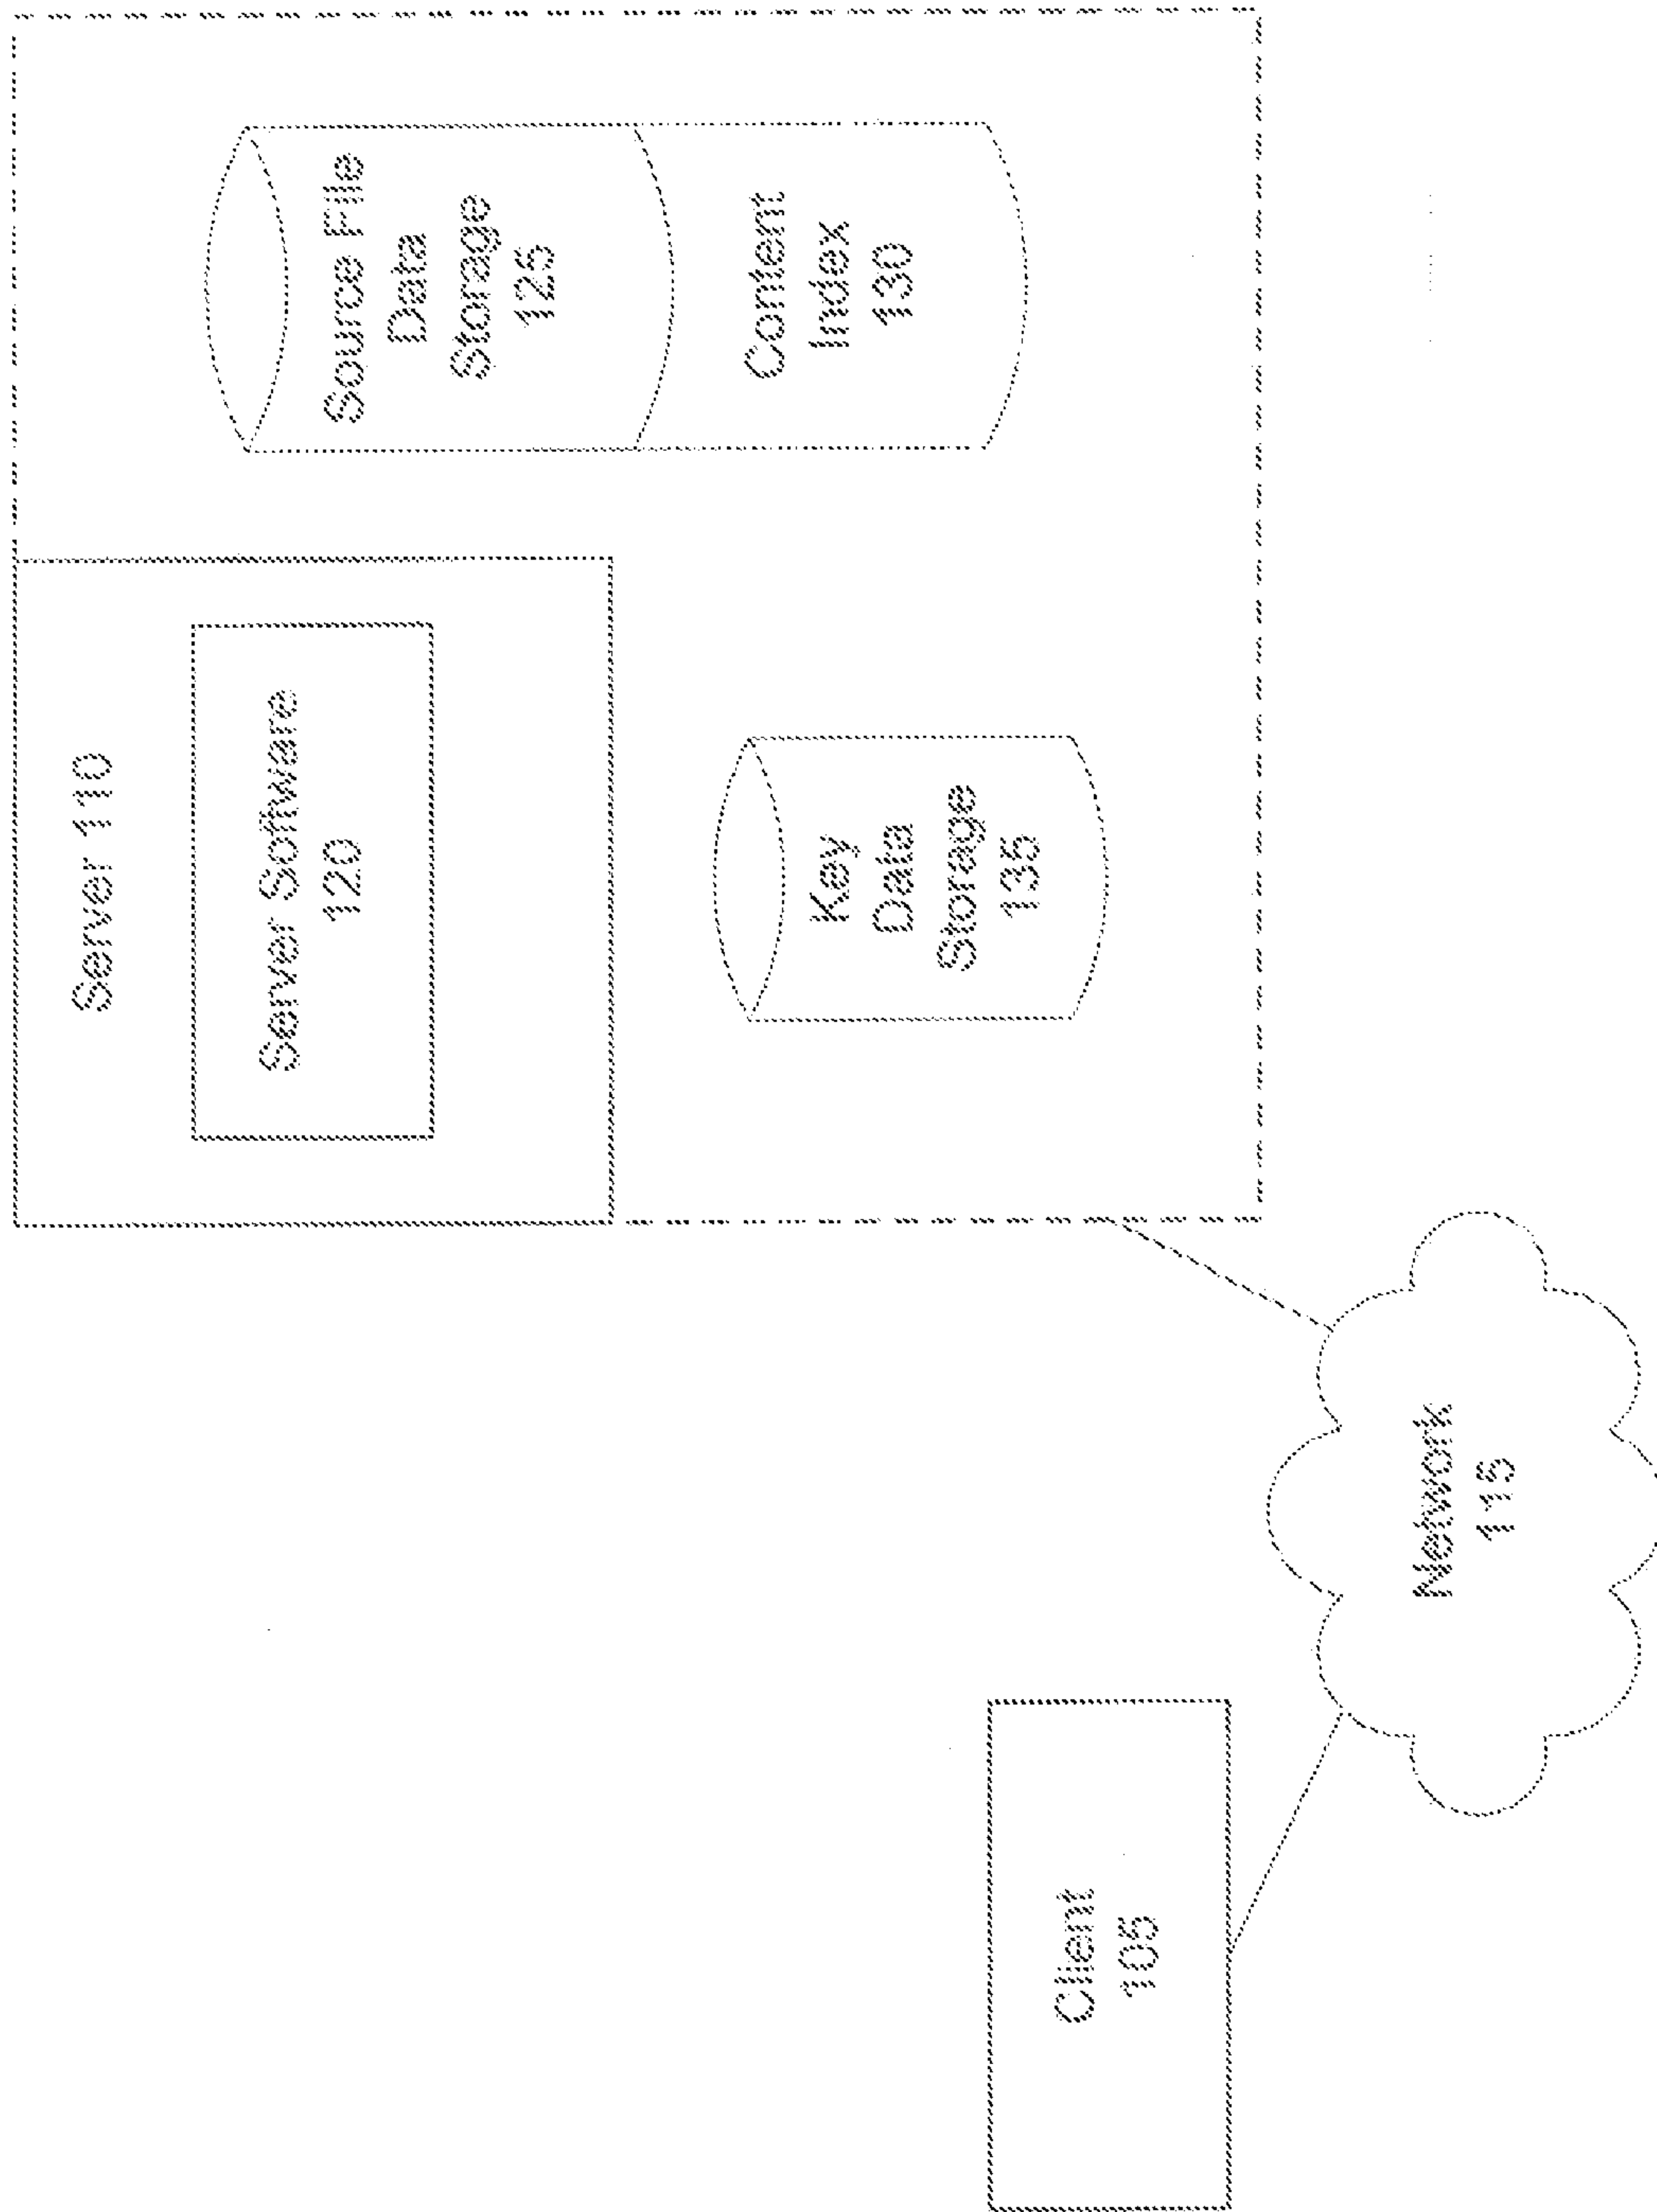 Server 110
Server Software
120
Source File
Data
Storage
125
Content
Index
130
Key
Data
Storage
135
Client
105
Network
115